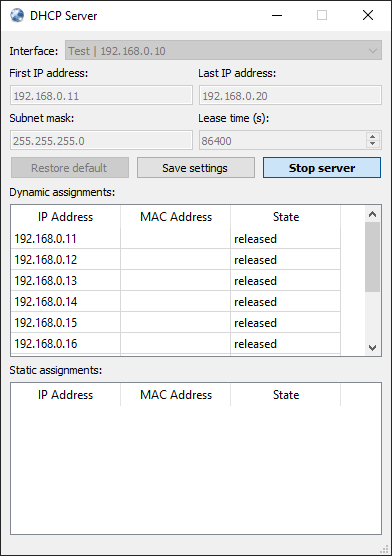 DHCP Server
Interface: Test | 192.168.0.10
First IP address: Last IP address:
192.168.0.11 192.168.0.20
Subnet mask: Lease time (s):
255.255.255.0 86400
Restore default Save settings Stop server
Dynamic assignments:
IP Address MAC Address State
192.168.0.11 released
192.168.0.12 released
192.168.0.13 released
192.168.0.14 released
192.168.0.15 released
192.168.0.16 released
Static assignments:
IP Address MAC Address State